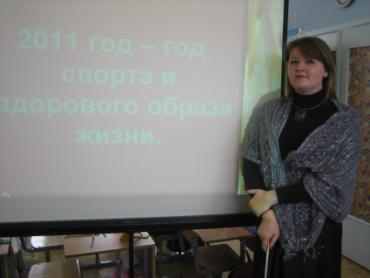 2011 год – год
спорта и
здорового образа
жизни.